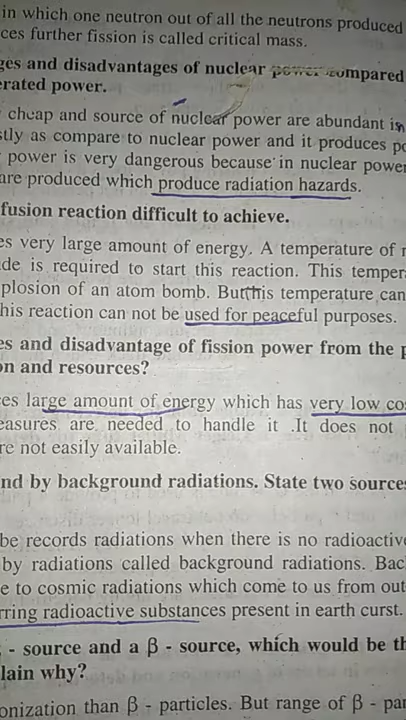 in which one neutron out of all the neutrons produced
ces further fission is called critical mass.
ges and disadvantages of nuclear power compared
erated power.
cheap and source of nuclear power are abundant in
stly as compare to nuclear power and it produces po
power is very dangerous because in nuclear power
are produced which produce radiation hazards.
fusion reaction difficult to achieve.
es very large amount of energy. A temperature of
de is required to start this reaction. This temper
plosion of an atom bomb. But this temperature can
his reaction can not be used for peaceful purposes.
es and disadvantage of fission power from the p
on and resources?
ces large amount of energy which has very low co
easures are needed to handle it .It does not
re not easily available.
nd by background radiations. State two source
be records radiations when there is no radioactive
by radiations called background radiations. Bac
e to cosmic radiations which come to us from out
rring radioactive substances present in earth curst.
- source and a β - source, which would be th
lain why?
onization than β - particles. But range of β - par